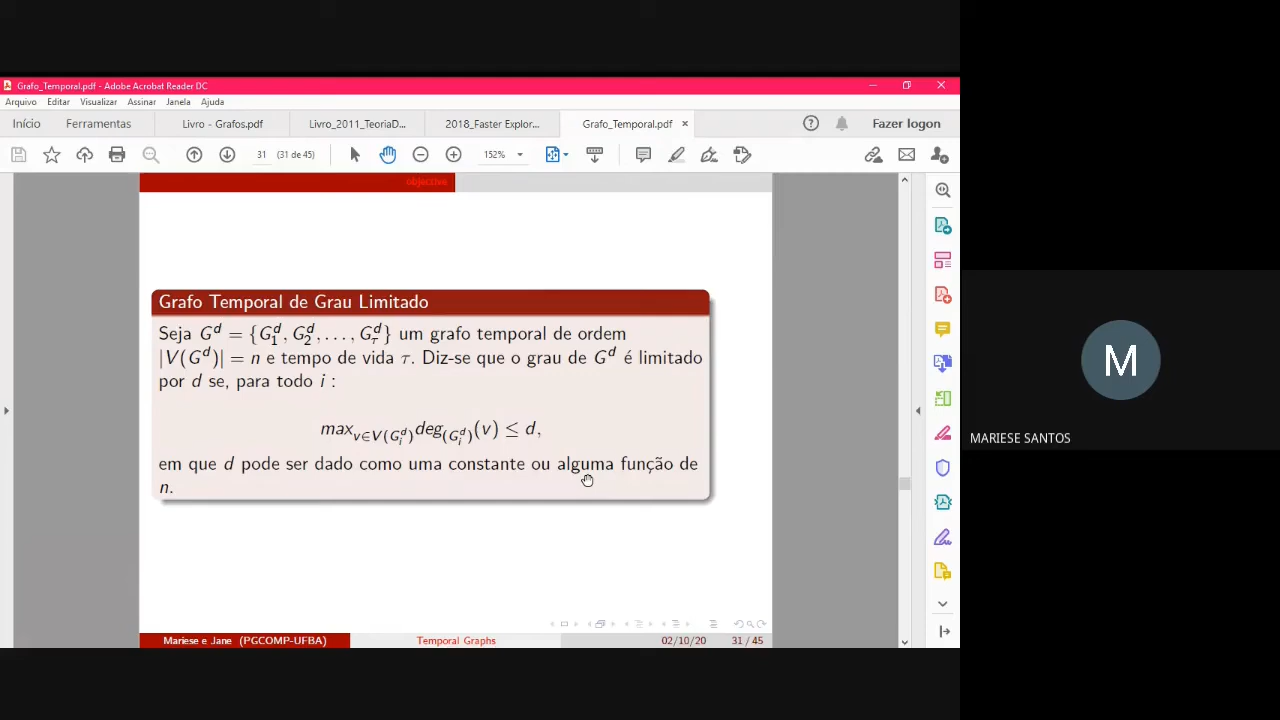 Grafo_Temporal.pdf - Adobe Acrobat Reader DC
Arquivo Editar Visualizar Assinar Janela Ajuda
Início Ferramentas Livro - Grafos.pdf Livro_2011_TeoriaD... 2018_Faster Explor... Grafo_Temporal.pdf × Fazer logon
31 (31 de 45) 152%
objective
Grafo Temporal de Grau Limitado
Seja G^d = {G_1^d, G_2^d, . . . , G_τ^d} um grafo temporal de ordem
|V(G^d)| = n e tempo de vida τ. Diz-se que o grau de G^d é limitado
por d se, para todo i :
max_{v∈V(G_i^d)} deg_{(G_i^d)}(v) ≤ d,
em que d pode ser dado como uma constante ou alguma função de
n.
Mariese e Jane (PGCOMP-UFBA) Temporal Graphs 02/10/20 31 / 45
M
MARIESE SANTOS